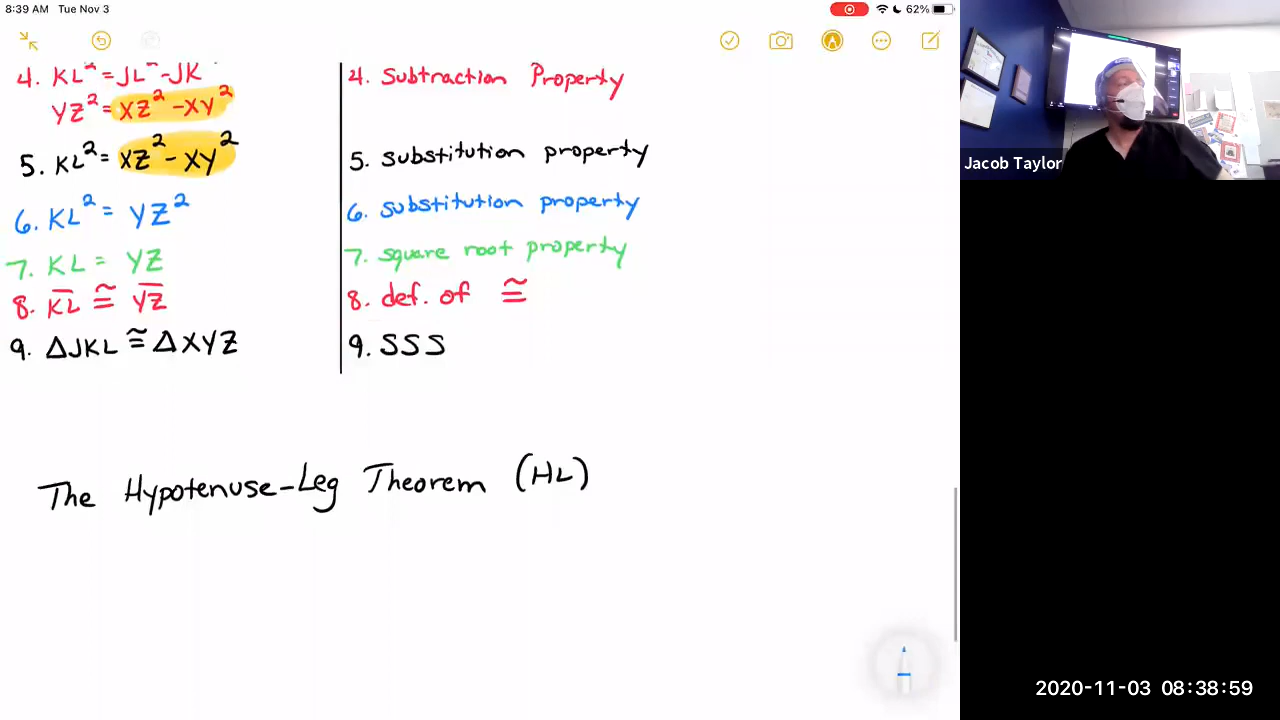 8:39 AM Tue Nov 3
62%
4. KL² = JL² - JK
4. Subtraction Property
YZ² = XZ² - XY²
5. KL² = XZ² - XY²
5. substitution property
6. KL² = YZ²
6. substitution property
7. KL = YZ
7. square root property
8. K̅L̅ ≅ Y̅Z̅
8. def. of ≅
9. ΔJKL ≅ ΔXYZ
9. SSS
The Hypotenuse-Leg Theorem (HL)
Jacob Taylor
2020-11-03 08:38:59